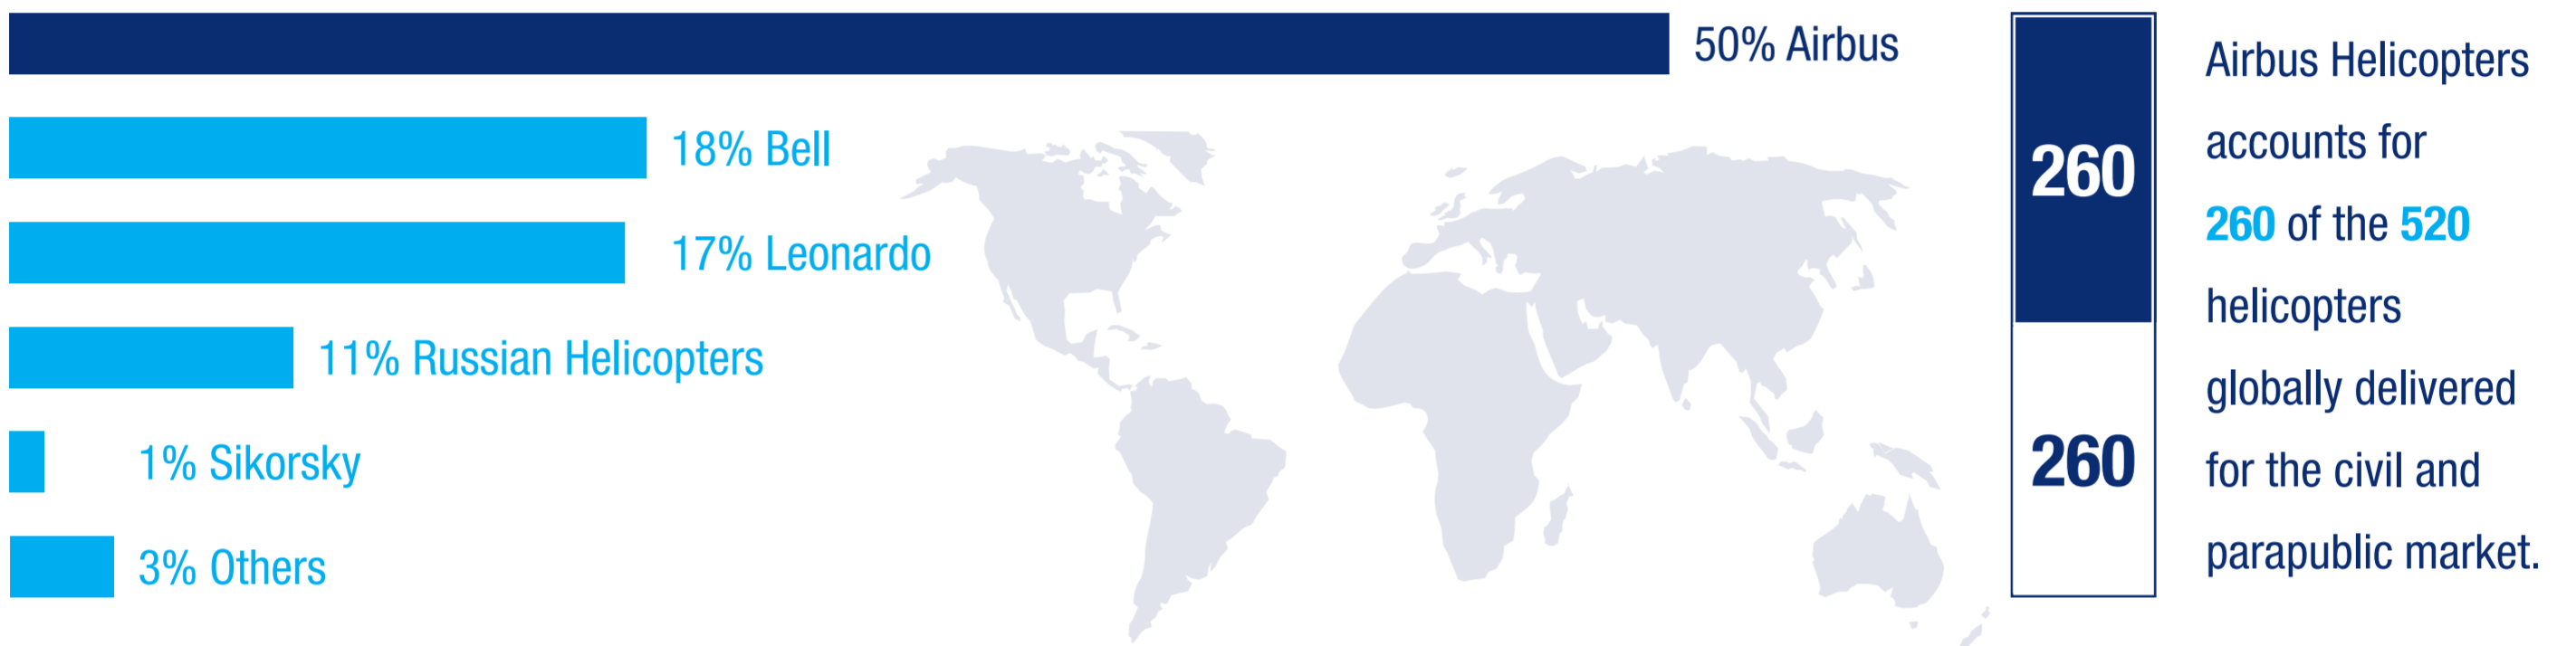 50% Airbus
18% Bell
17% Leonardo
11% Russian Helicopters
1% Sikorsky
3% Others
260
260
Airbus Helicopters
accounts for
260 of the 520
helicopters
globally delivered
for the civil and
parapublic market.